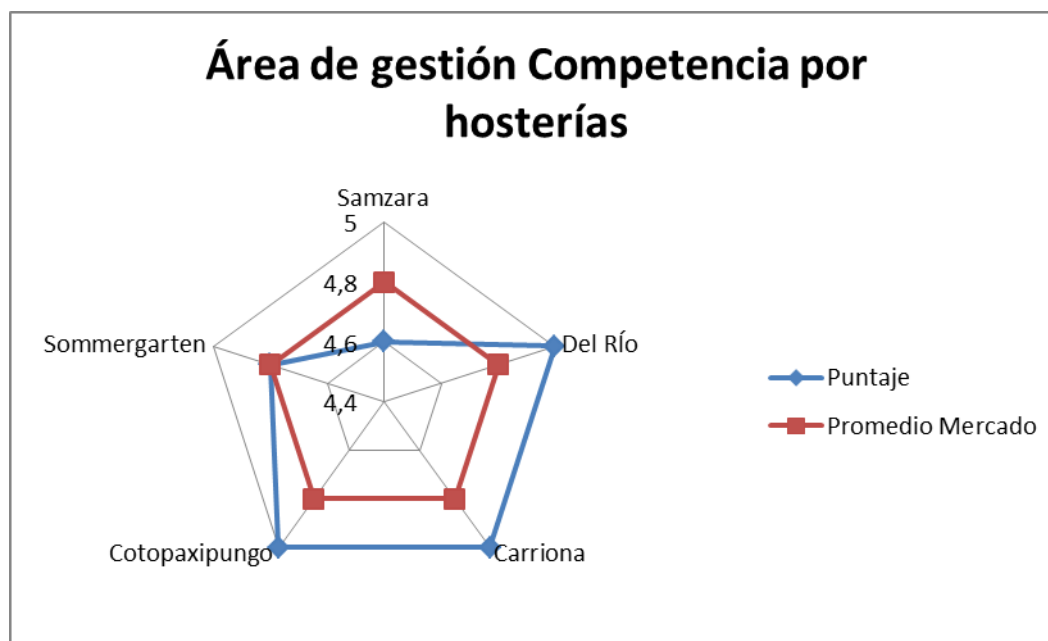 Área de gestión Competencia por
hosterías
Samzara
5
4,8
4,6
4,4
Sommergarten
Del RÍo
Cotopaxipungo
Carriona
Puntaje
Promedio Mercado